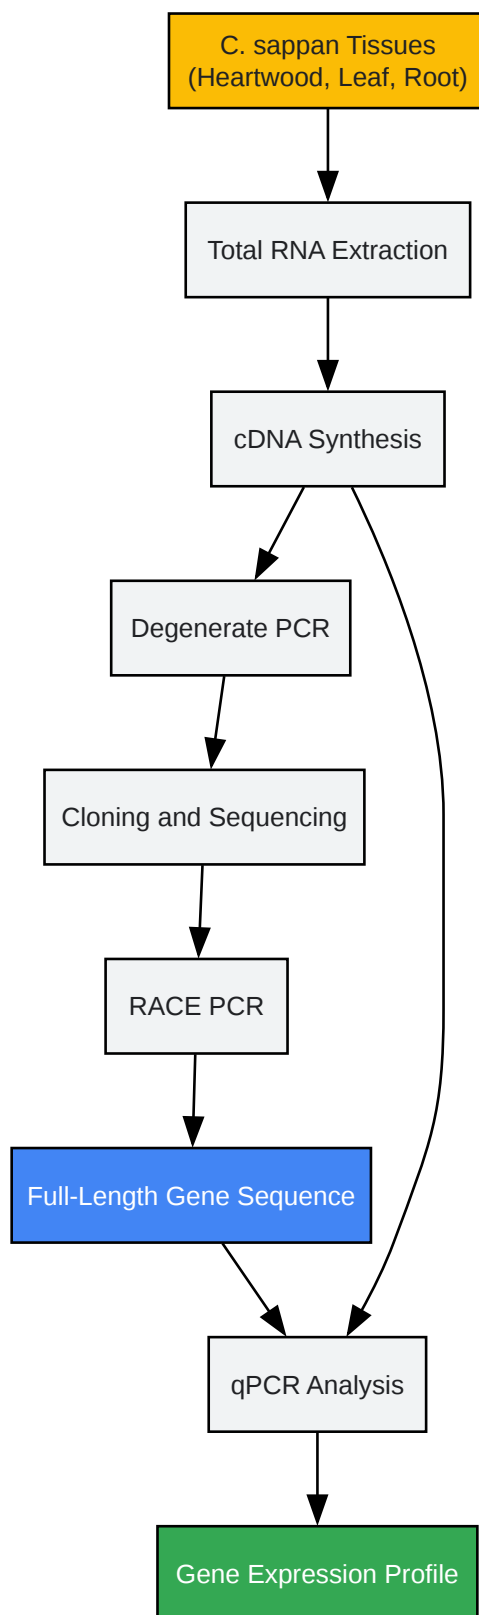 C. sappan Tissues
(Heartwood, Leaf, Root)
Total RNA Extraction
cDNA Synthesis
Degenerate PCR
Cloning and Sequencing
RACE PCR
Full-Length Gene Sequence
qPCR Analysis
Gene Expression Profile